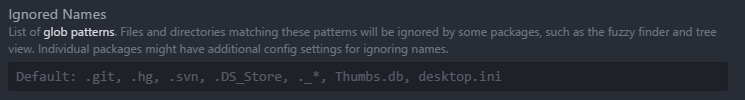 Ignored Names
List of glob patterns. Files and directories matching these patterns will be ignored by some packages, such as the fuzzy finder and tree
view. Individual packages might have additional config settings for ignoring names.
Default: .git, .hg, .svn, .DS_Store, ._*, Thumbs.db, desktop.ini